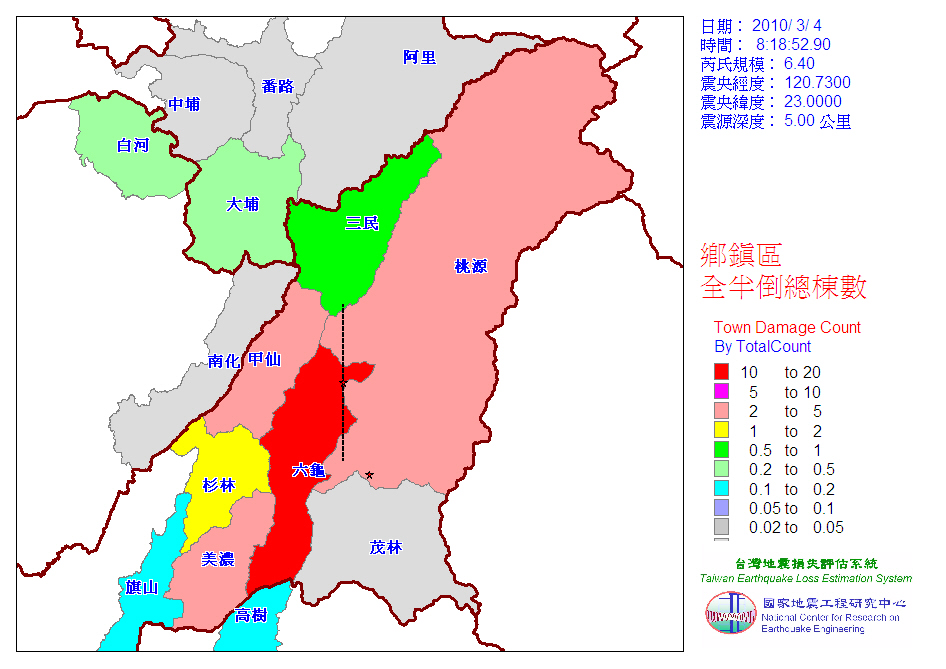 阿里
番路
中埔
白河
大埔
三民
桃源
南化
甲仙
六龜
杉林
美濃
茂林
旗山
高樹
日期： 2010/ 3/ 4
時間： 8:18:52.90
芮氏規模： 6.40
震央經度： 120.7300
震央緯度： 23.0000
震源深度： 5.00 公里
鄉鎮區
全半倒總棟數
Town Damage Count
By TotalCount
10 to 20
5 to 10
2 to 5
1 to 2
0.5 to 1
0.2 to 0.5
0.1 to 0.2
0.05 to 0.1
0.02 to 0.05
台灣地震損失評估系統
Taiwan Earthquake Loss Estimation System
國家地震工程研究中心
National Center for Research on
Earthquake Engineering